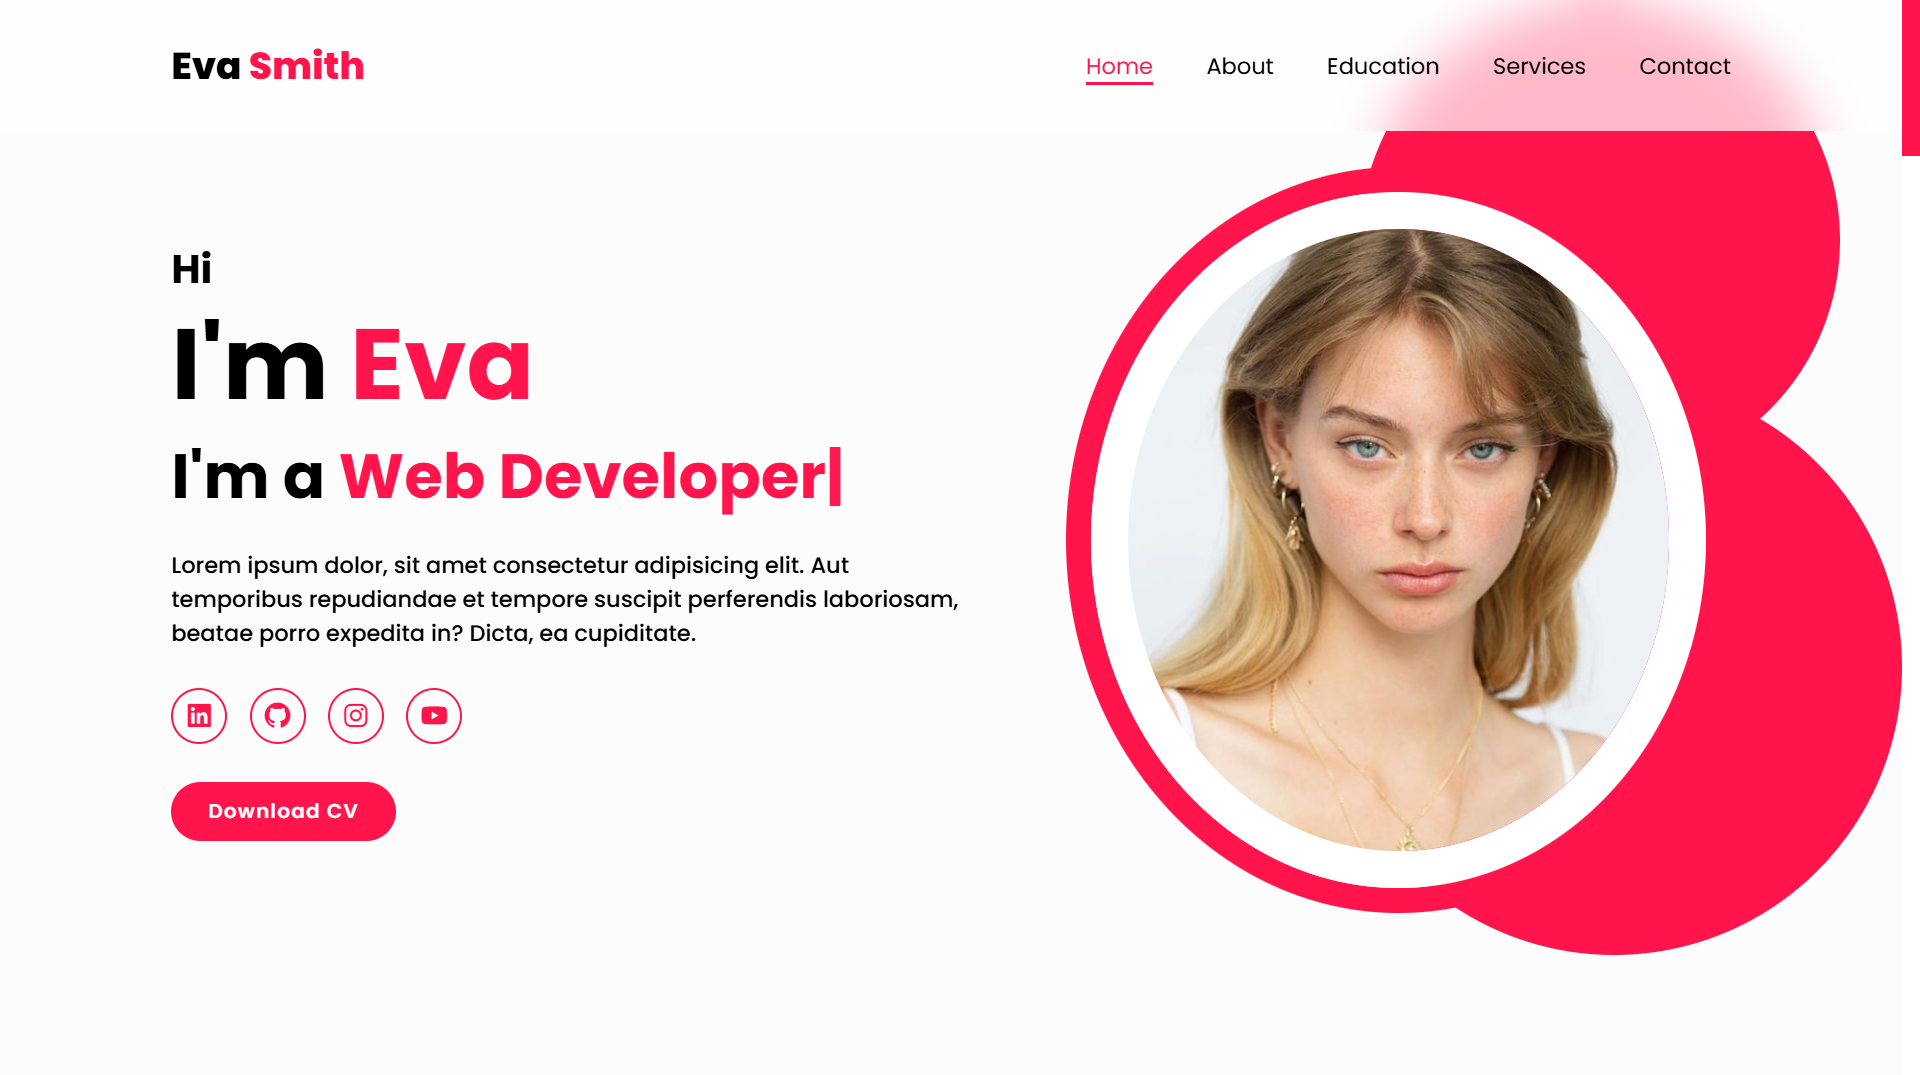 Eva Smith
Home About Education Services Contact
Hi
I'm Eva
I'm a Web Developer|
Lorem ipsum dolor, sit amet consectetur adipisicing elit. Aut
temporibus repudiandae et tempore suscipit perferendis laboriosam,
beatae porro expedita in? Dicta, ea cupiditate.
in
Download CV